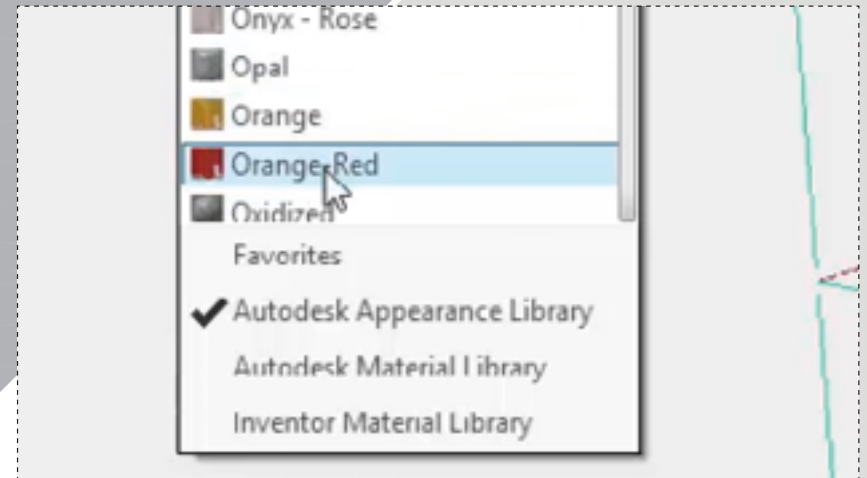 Onyx - Rose
Opal
Orange
Orange-Red
Oxidized
Favorites
Autodesk Appearance Library
Autodesk Material Library
Inventor Material Library